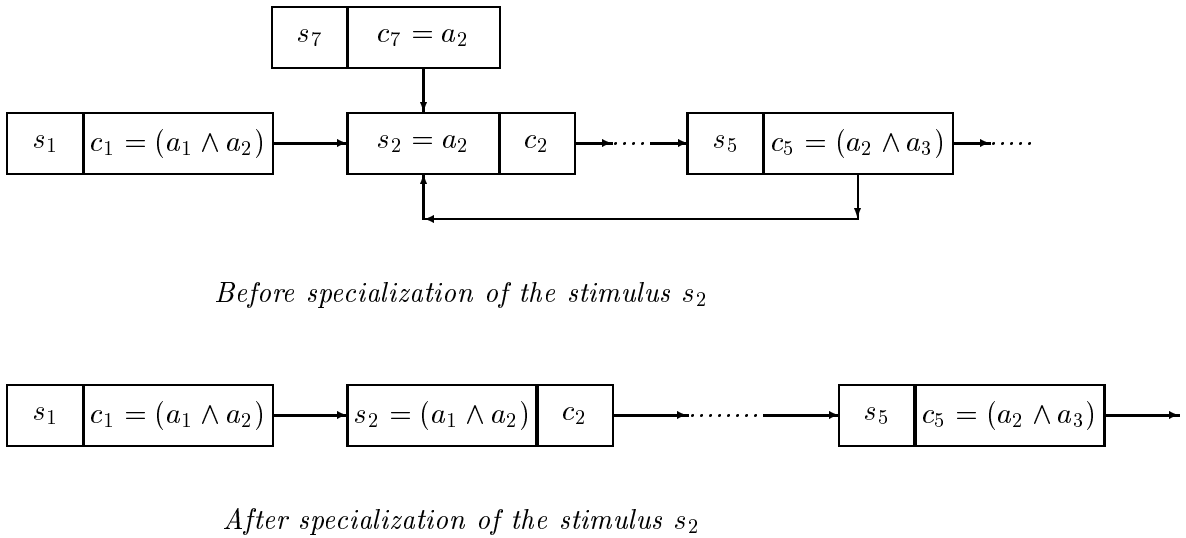 s₇ c₇ = a₂
s₁ c₁ = (a₁ ∧ a₂) s₂ = a₂ c₂ ..... s₅ c₅ = (a₂ ∧ a₃) .....
Before specialization of the stimulus s₂
s₁ c₁ = (a₁ ∧ a₂) s₂ = (a₁ ∧ a₂) c₂ ........ s₅ c₅ = (a₂ ∧ a₃)
After specialization of the stimulus s₂